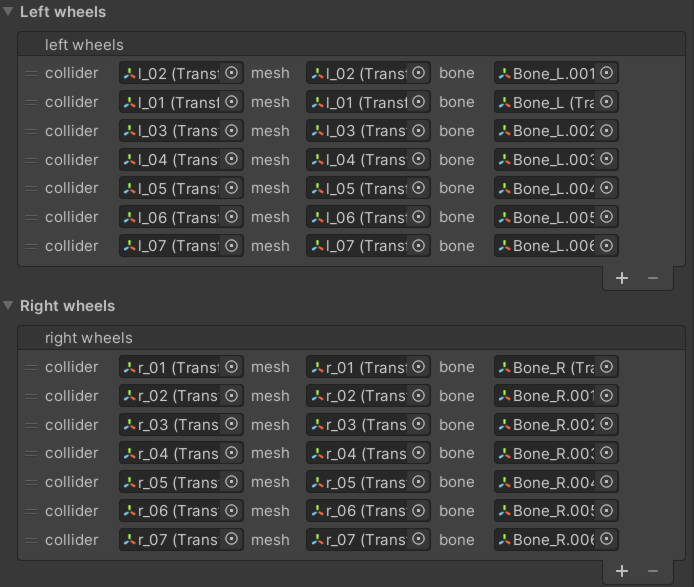 Left wheels
left wheels
collider l_02 (Transf mesh l_02 (Transf bone Bone_L.001
collider l_01 (Transf mesh l_01 (Transf bone Bone_L (Tra
collider l_03 (Transf mesh l_03 (Transf bone Bone_L.002
collider l_04 (Transf mesh l_04 (Transf bone Bone_L.003
collider l_05 (Transf mesh l_05 (Transf bone Bone_L.004
collider l_06 (Transf mesh l_06 (Transf bone Bone_L.005
collider l_07 (Transf mesh l_07 (Transf bone Bone_L.006
+ −
Right wheels
right wheels
collider r_01 (Transf mesh r_01 (Trans bone Bone_R (Tra
collider r_02 (Trans mesh r_02 (Trans bone Bone_R.001
collider r_03 (Trans mesh r_03 (Trans bone Bone_R.002
collider r_04 (Trans mesh r_04 (Trans bone Bone_R.003
collider r_05 (Trans mesh r_05 (Trans bone Bone_R.004
collider r_06 (Trans mesh r_06 (Trans bone Bone_R.005
collider r_07 (Trans mesh r_07 (Trans bone Bone_R.006
+ −